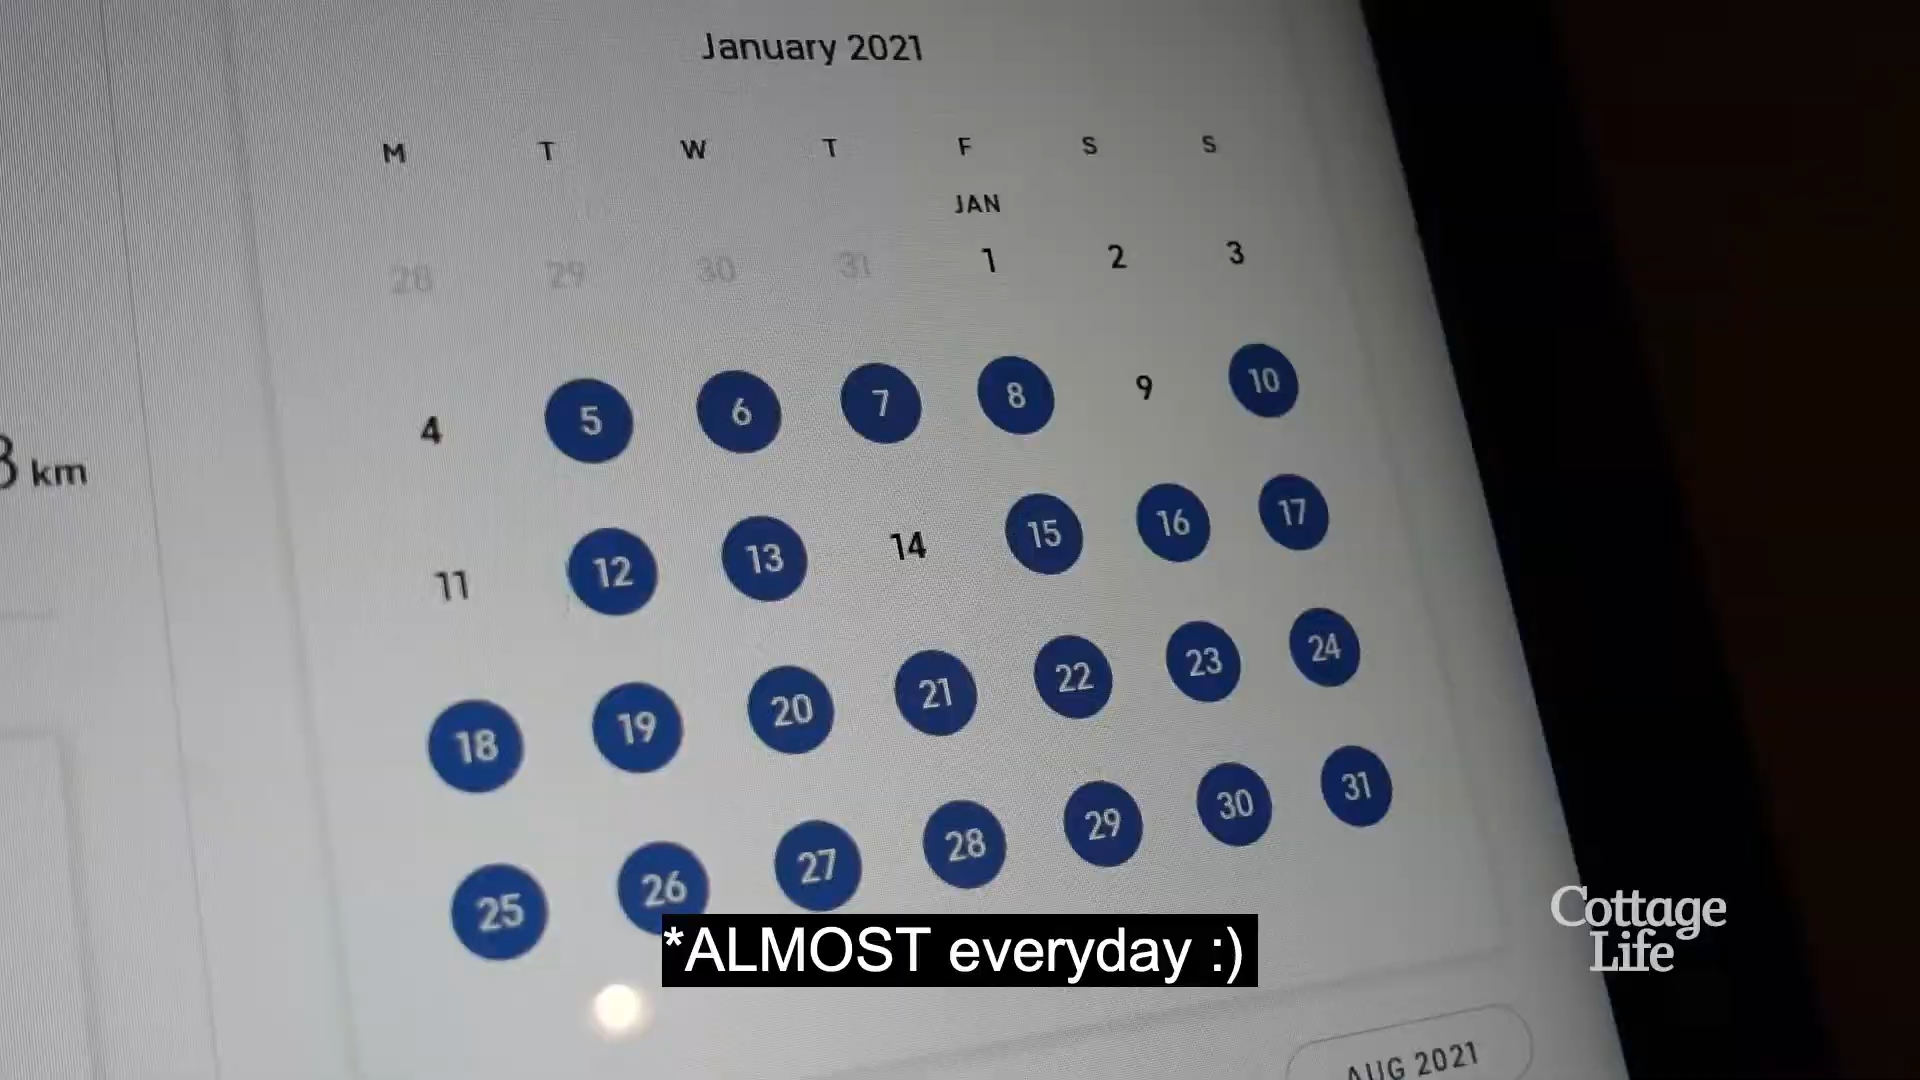 January 2021
M T W T F S S
JAN
28 29 30 31 1 2 3
4 5 6 7 8 9 10
km
11 12 13 14 15 16 17
18 19 20 21 22 23 24
25 26 27 28 29 30 31
*ALMOST everyday :)
Cottage
Life
AUG 2021